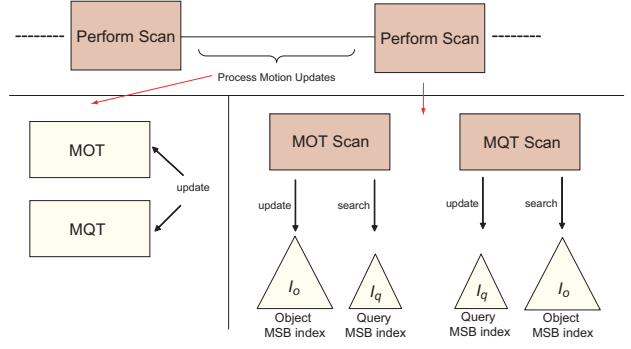 Perform Scan
Perform Scan
Process Motion Updates
MOT
MQT
update
MOT Scan
MQT Scan
update
search
update
search
Io
Iq
Iq
Io
Object
MSB index
Query
MSB index
Query
MSB index
Object
MSB index